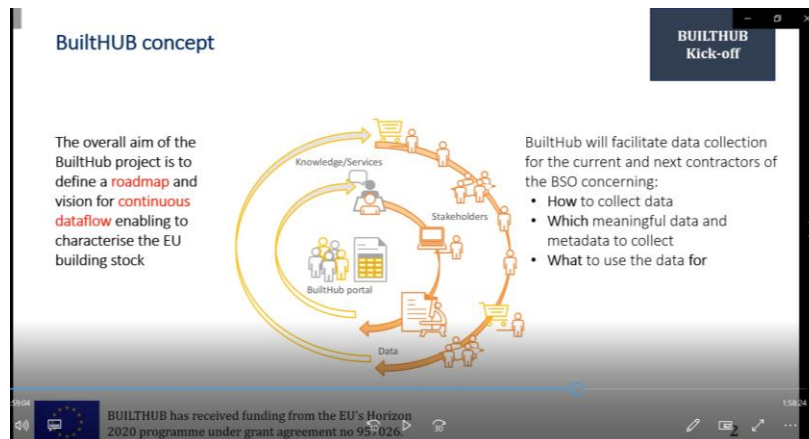 BuiltHUB concept
BUILTHUB
Kick-off
The overall aim of the
BuiltHub project is to
define a roadmap and
vision for continuous
dataflow enabling to
characterise the EU
building stock
Knowledge/Services
Stakeholders
BuiltHub portal
Data
BuiltHub will facilitate data collection
for the current and next contractors of
the BSO concerning:
• How to collect data
• Which meaningful data and
metadata to collect
• What to use the data for
:59:04
1:58:24
BUILTHUB has received funding from the EU's Horizon
2020 programme under grant agreement no 957026.
30
2